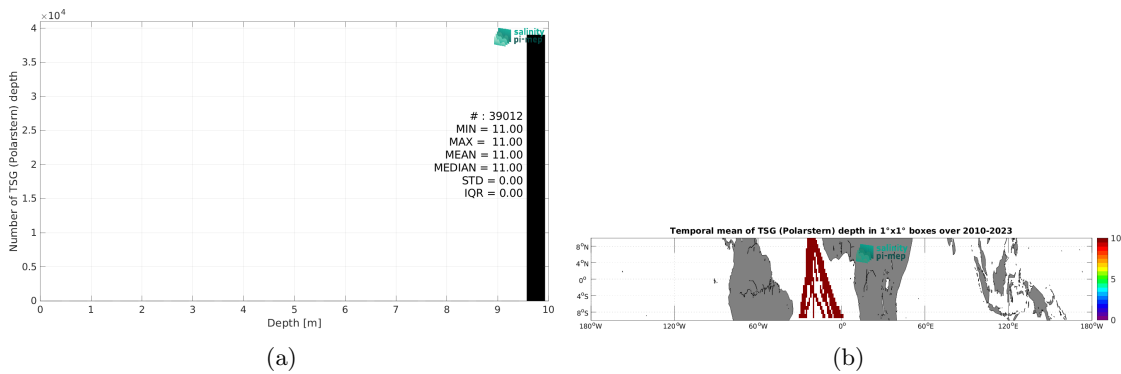 ×10⁴
4
3.5
3
2.5
2
1.5
1
0.5
0
Number of TSG (Polarstern) depth
salinity
pi-mep
# : 39012
MIN = 11.00
MAX = 11.00
MEAN = 11.00
MEDIAN = 11.00
STD = 0.00
IQR = 0.00
0 1 2 3 4 5 6 7 8 9 10
Depth [m]
(a)
Temporal mean of TSG (Polarstern) depth in 1°x1° boxes over 2010-2023
salinity
pi-mep
8°N
4°N
0°
4°S
8°S
180°W 120°W 60°W 0° 60°E 120°E 180°W
10
5
0
(b)